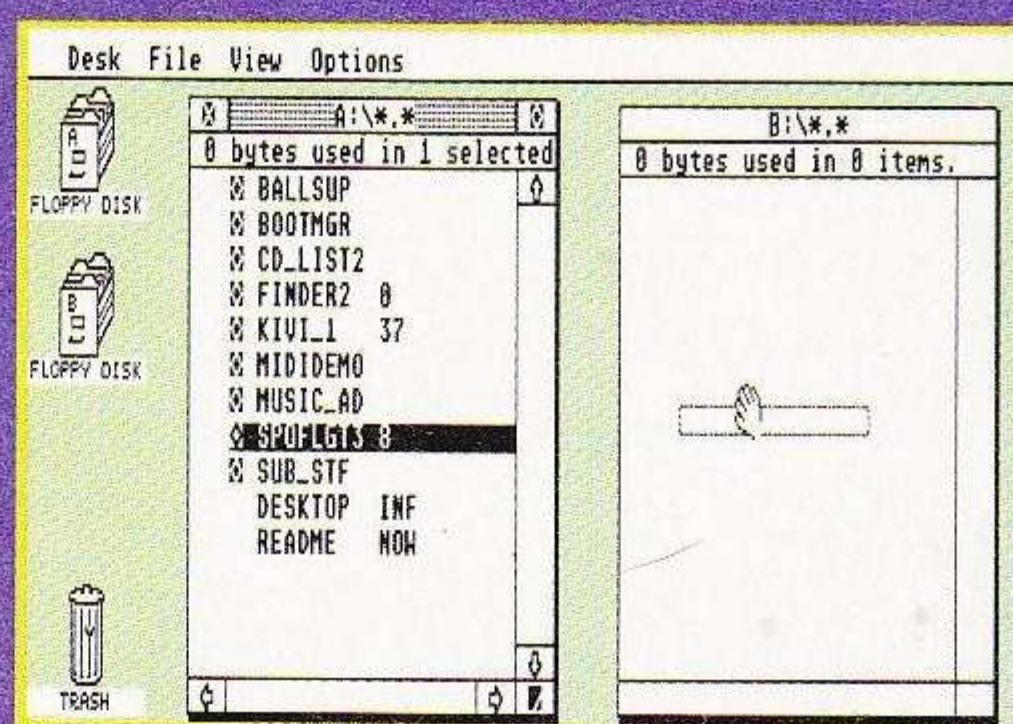 Desk File View Options
FLOPPY DISK
FLOPPY DISK
TRASH
A:\*.*
0 bytes used in 1 selected
BALLSUP
BOOTMGR
CD_LIST2
FINDER2 0
KIVI_1 37
MIDIDEMO
MUSIC_AD
SPOFLGT3 8
SUB_STF
DESKTOP INF
README NOW
B:\*.*
0 bytes used in 0 items.
A
B